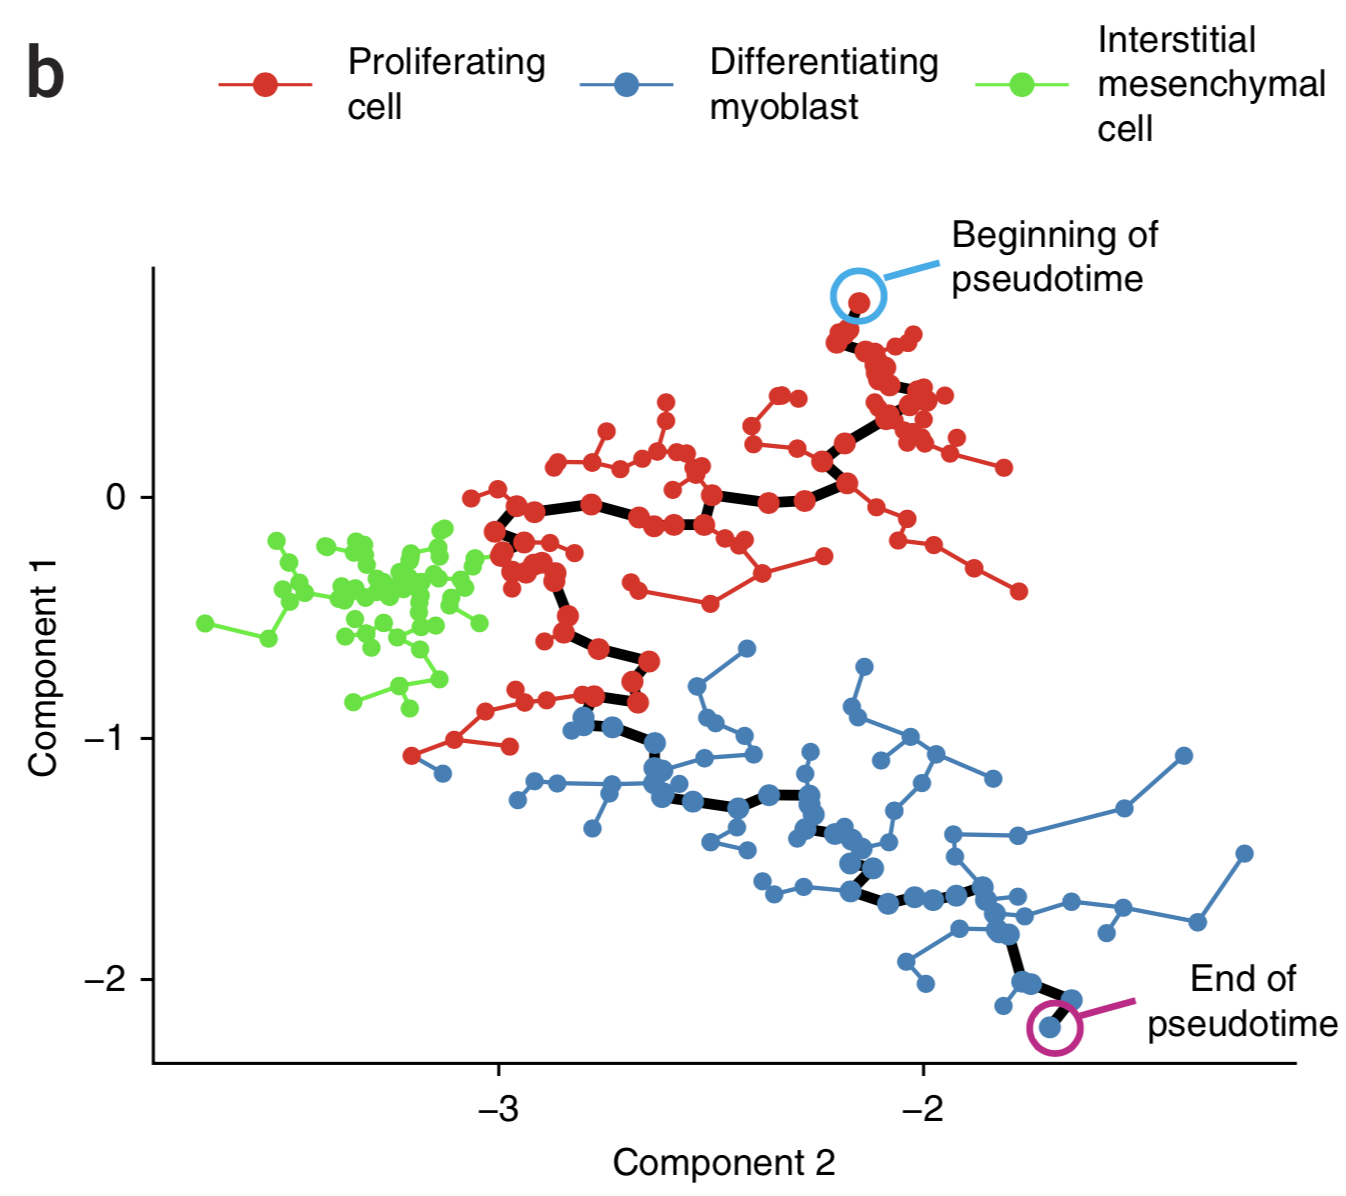 b
Proliferating
cell
Differentiating
myoblast
Interstitial
mesenchymal
cell
Beginning of
pseudotime
0
−1
−2
Component 1
End of
pseudotime
−3
−2
Component 2